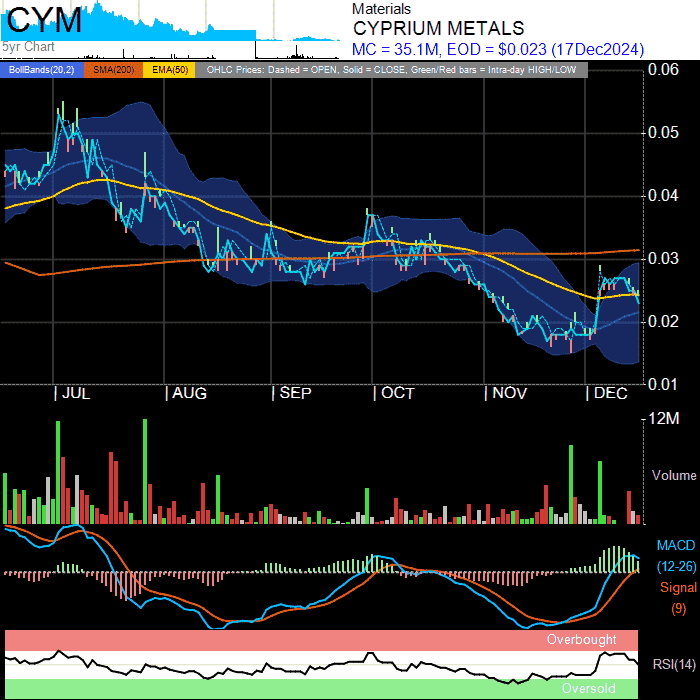 CYM
5yr Chart
Materials
CYPRIUM METALS
MC = 35.1M, EOD = $0.023 (17Dec2024)
BollBands(20,2) SMA(200) EMA(50) OHLC Prices: Dashed = OPEN, Solid = CLOSE, Green/Red bars = Intra-day HIGH/LOW
0.06
0.05
0.04
0.03
0.02
0.01
JUL AUG SEP OCT NOV DEC
12M
Volume
MACD
(12-26)
Signal
(9)
Overbought
RSI(14)
Oversold